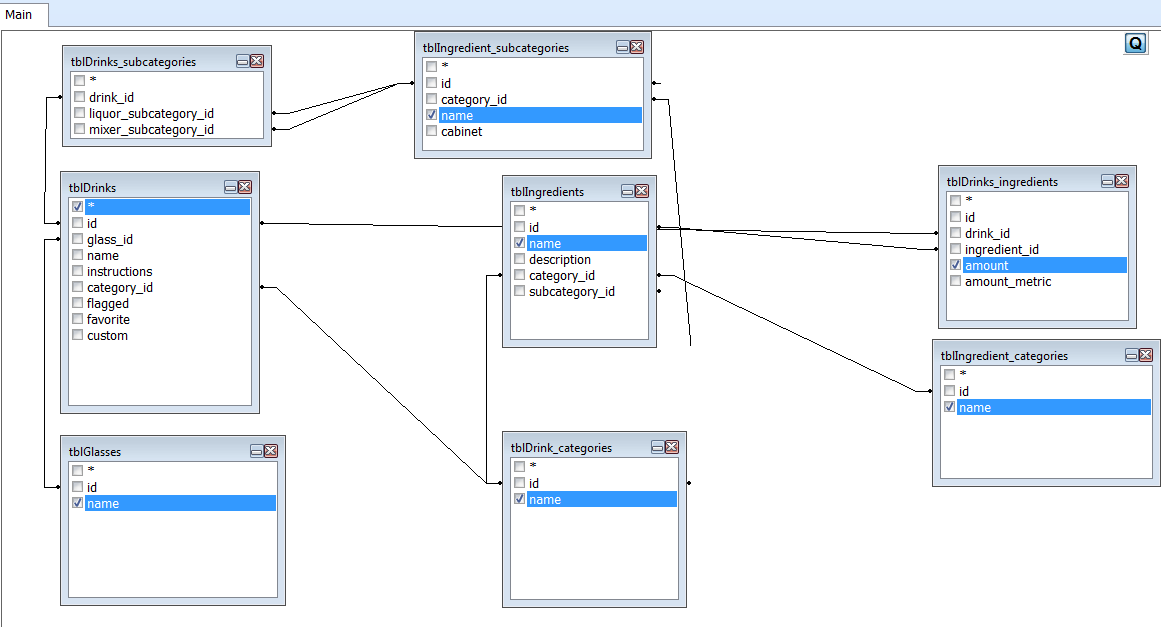 Main
Q
tblDrinks_subcategories
*
drink_id
liquor_subcategory_id
mixer_subcategory_id
tblIngredient_subcategories
*
id
category_id
name
cabinet
tblDrinks
*
id
glass_id
name
instructions
category_id
flagged
favorite
custom
tblIngredients
*
id
name
description
category_id
subcategory_id
tblDrinks_ingredients
*
id
drink_id
ingredient_id
amount
amount_metric
tblIngredient_categories
*
id
name
tblGlasses
*
id
name
tblDrink_categories
*
id
name